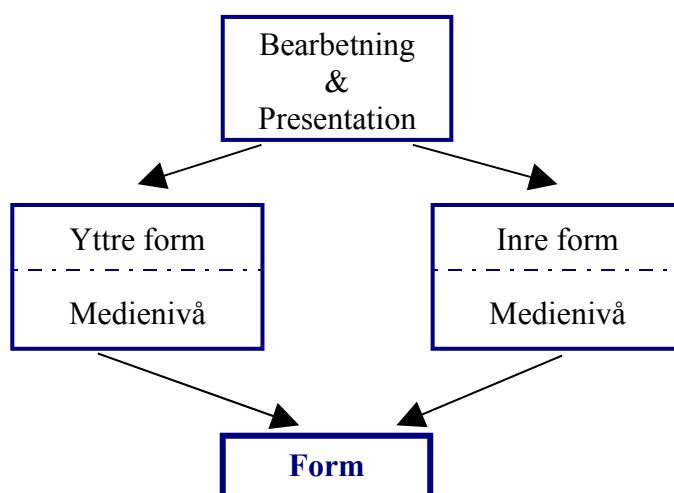 Bearbetning
&
Presentation
Yttre form
Medienivå
Inre form
Medienivå
Form